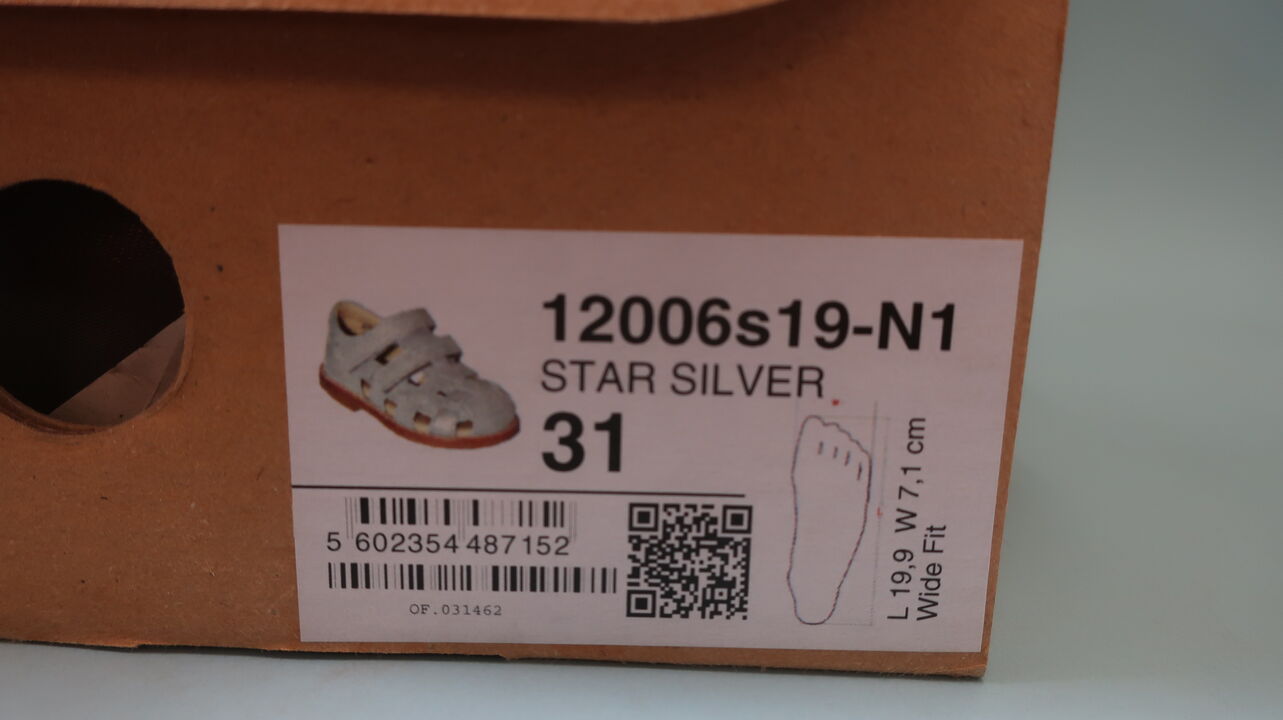 12006s19-N1
STAR SILVER
31
5 602354 487152
OF.031462
L 19,9 W 7,1 cm
Wide Fit